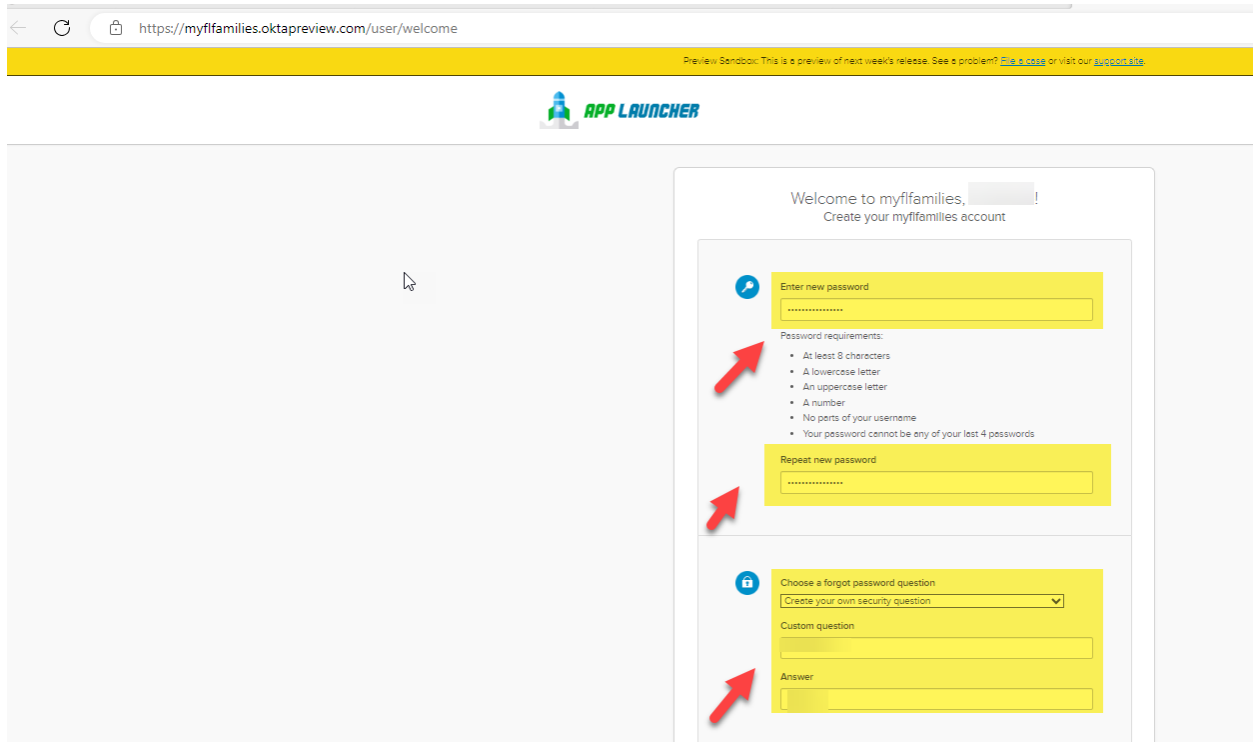 https://myflfamilies.oktapreview.com/user/welcome
Preview Sandbox: This is a preview of next week's release. See a problem? File a case or visit our support site.
APP LAUNCHER
Welcome to myflfamilies, !
Create your myflfamilies account
Enter new password
••••••••••••••••
Password requirements:
• At least 8 characters
• A lowercase letter
• An uppercase letter
• A number
• No parts of your username
• Your password cannot be any of your last 4 passwords
Repeat new password
••••••••••••••••
Choose a forgot password question
Create your own security question
Custom question
Answer